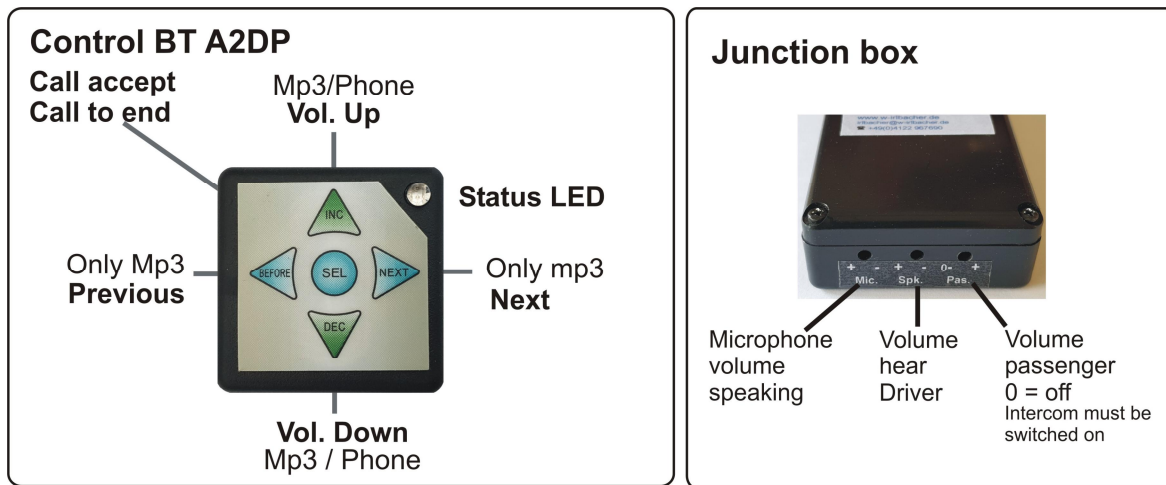 Control BT A2DP
Call accept
Call to end
Mp3/Phone
Vol. Up
Status LED
INC
Only Mp3
Previous
BEFORE
SEL
NEXT
Only mp3
Next
DEC
Vol. Down
Mp3 / Phone
Junction box
+ - + - 0- +
Mic. Spk. Pas.
Microphone
volume
speaking
Volume
hear
Driver
Volume
passenger
0 = off
Intercom must be
switched on